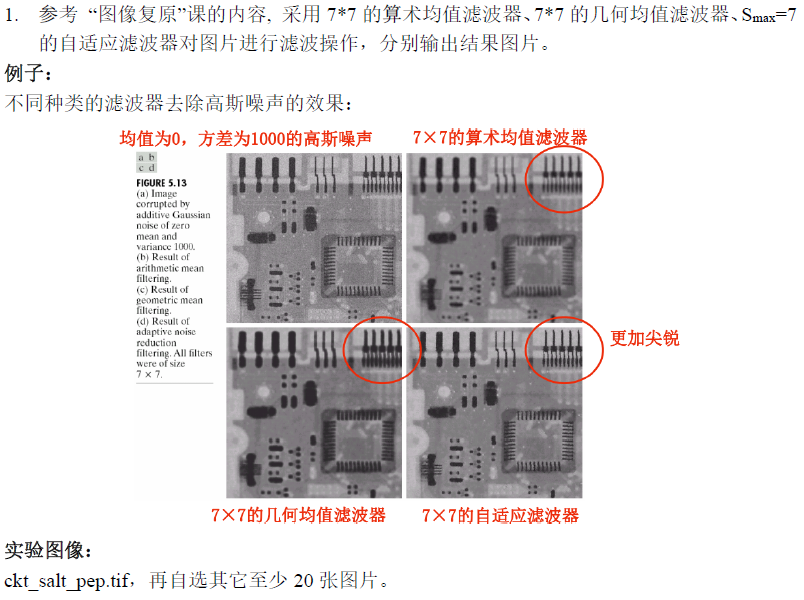 1. 参考 “图像复原”课的内容, 采用 7*7 的算术均值滤波器、7*7 的几何均值滤波器、Smax=7
的自适应滤波器对图片进行滤波操作，分别输出结果图片。
例子：
不同种类的滤波器去除高斯噪声的效果：
均值为0，方差为1000的高斯噪声
7×7的算术均值滤波器
a b
c d
FIGURE 5.13
(a) Image
corrupted by
additive Gaussian
noise of zero
mean and
variance 1000.
(b) Result of
arithmetic mean
filtering.
(c) Result of
geometric mean
filtering.
(d) Result of
adaptive noise
reduction
filtering. All filters
were of size
7 × 7.
更加尖锐
7×7的几何均值滤波器
7×7的自适应滤波器
实验图像：
ckt_salt_pep.tif，再自选其它至少 20 张图片。